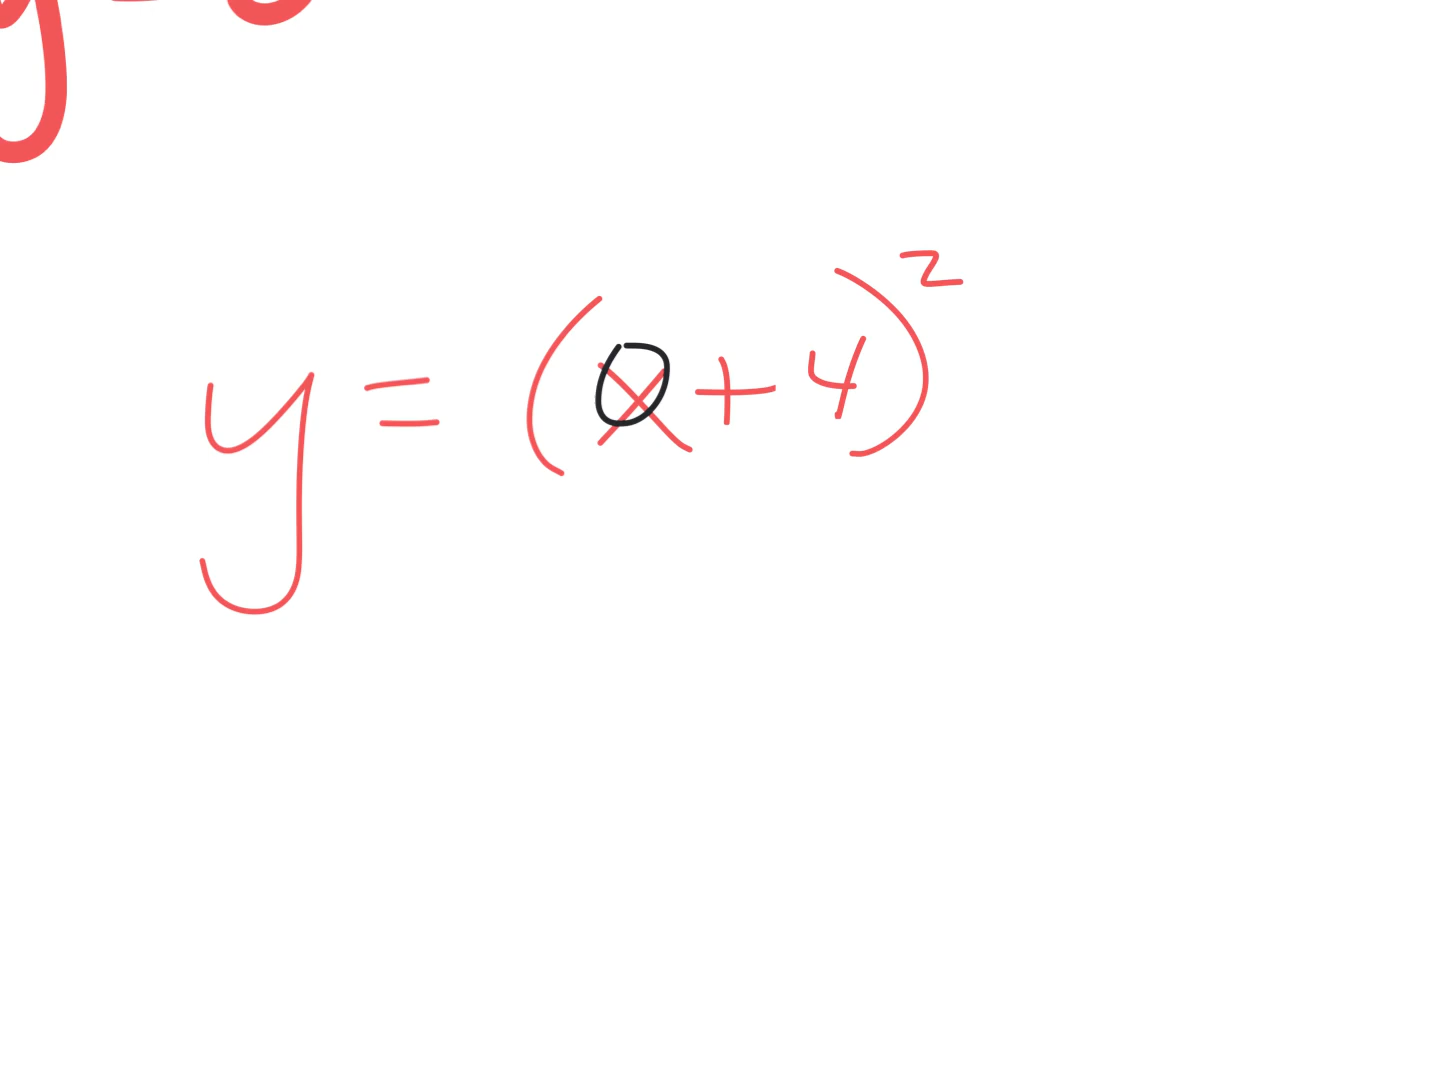 y =
y = (0+4)²